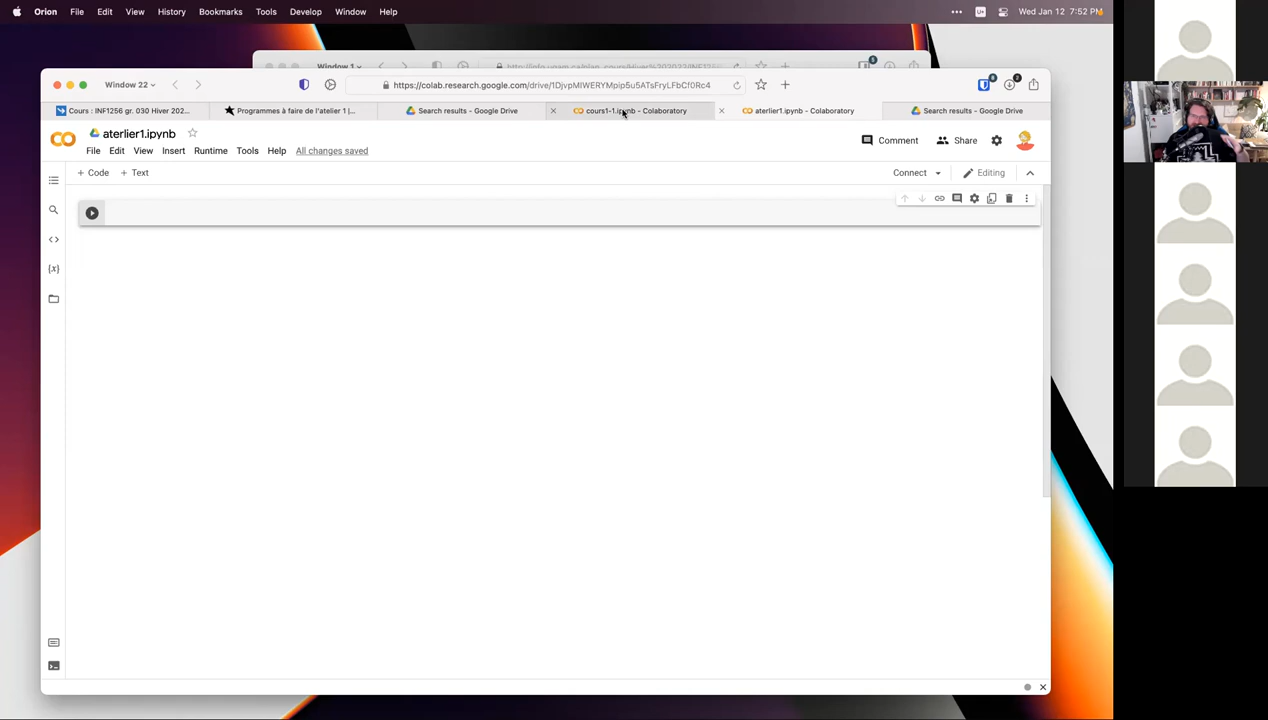 Orion File Edit View History Bookmarks Tools Develop Window Help
••• U+ Wed Jan 12 7:52 PM
Window 1
Window 22 https://colab.research.google.com/drive/1DjvpMIWERYMpip5u5ATsFryLFbCf0Rc4
Cours : INF1256 gr. 030 Hiver 202... Programmes à faire de l'atelier 1 |... Search results - Google Drive cours1-1.ipynb - Colaboratory aterlier1.ipynb - Colaboratory Search results - Google Drive
aterlier1.ipynb
File Edit View Insert Runtime Tools Help All changes saved
Comment Share
+ Code + Text Connect Editing